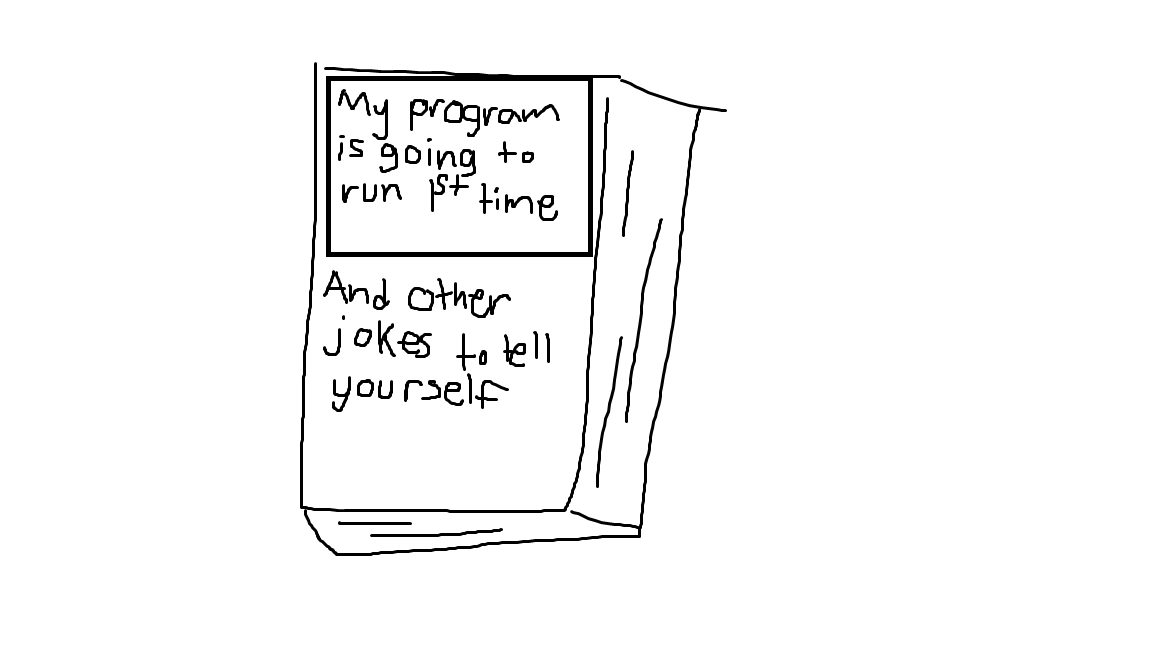 My program
is going to
run 1st time
And other
jokes to tell
yourself